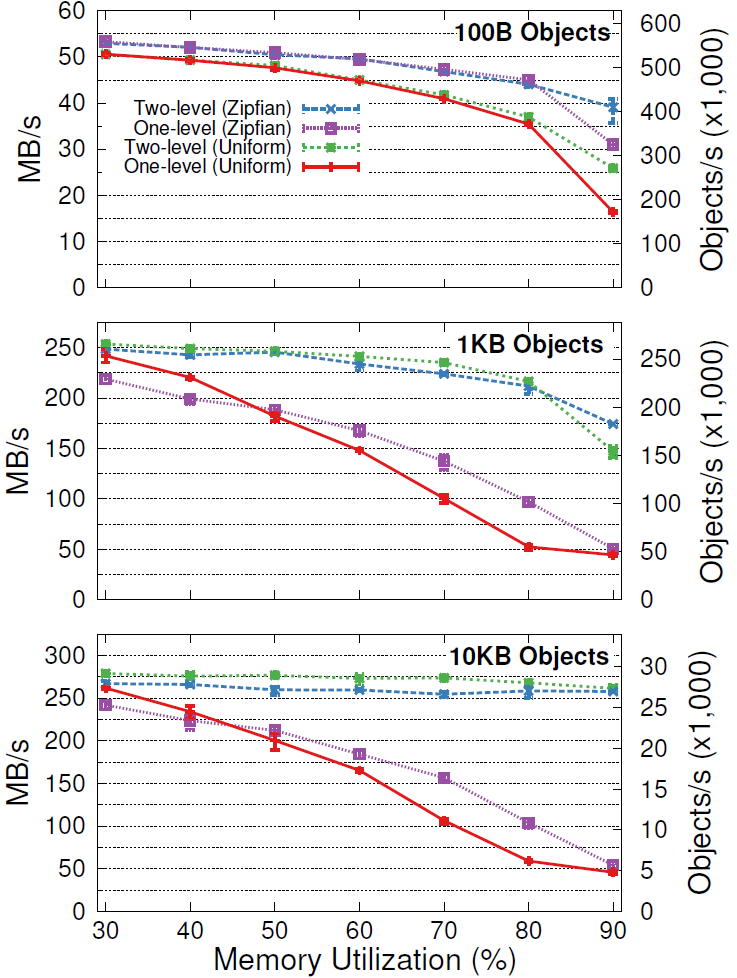 100B Objects
60
50
40
30
20
10
0
MB/s
Two-level (Zipfian)
One-level (Zipfian)
Two-level (Uniform)
One-level (Uniform)
600
500
400
300
200
100
0
Objects/s (x1,000)
1KB Objects
250
200
150
100
50
0
MB/s
250
200
150
100
50
0
Objects/s (x1,000)
10KB Objects
300
250
200
150
100
50
0
MB/s
30
25
20
15
10
5
0
Objects/s (x1,000)
30 40 50 60 70 80 90
Memory Utilization (%)